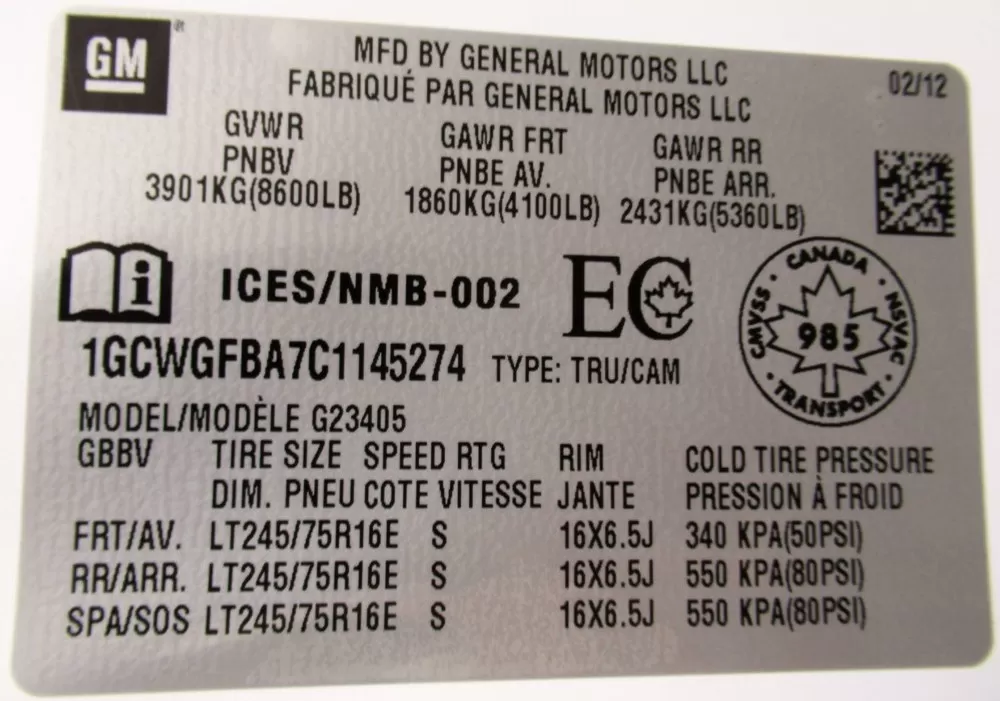 GM
MFD BY GENERAL MOTORS LLC
FABRIQUÉ PAR GENERAL MOTORS LLC
02/12
GVWR GAWR FRT GAWR RR
PNBV PNBE AV. PNBE ARR.
3901KG(8600LB) 1860KG(4100LB) 2431KG(5360LB)
i ICES/NMB-002 EC
CANADA
CMVSS 985 NSVAC
TRANSPORT
1GCWGFBA7C1145274 TYPE: TRU/CAM
MODEL/MODÈLE G23405
GBBV TIRE SIZE SPEED RTG RIM COLD TIRE PRESSURE
DIM. PNEU COTE VITESSE JANTE PRESSION À FROID
FRT/AV. LT245/75R16E S 16X6.5J 340 KPA(50PSI)
RR/ARR. LT245/75R16E S 16X6.5J 550 KPA(80PSI)
SPA/SOS LT245/75R16E S 16X6.5J 550 KPA(80PSI)